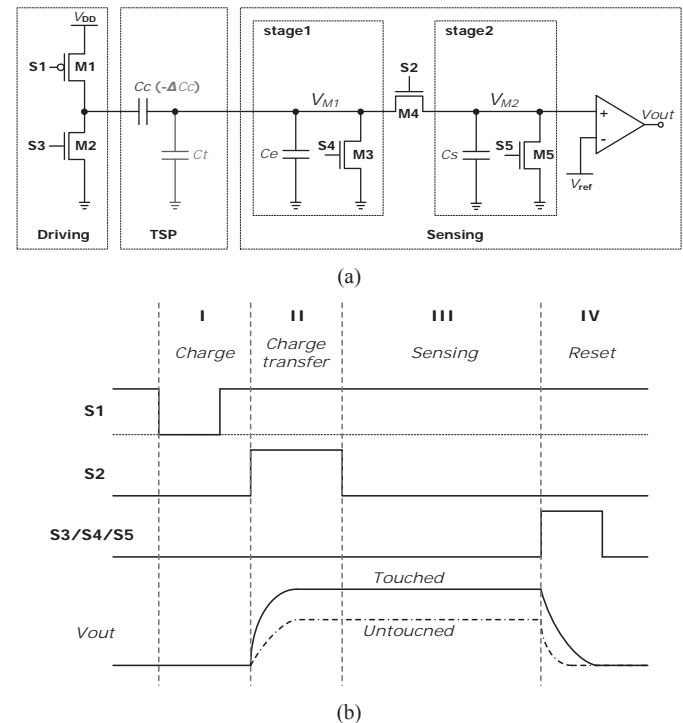 stage1 stage2
VDD
S1 M1
Cc (-ΔCc)
S2
VM1 M4 VM2
Vout
S3 M2
Ct
Ce S4 M3
Cs S5 M5
+
-
Vref
Driving TSP Sensing
(a)
I II III IV
Charge Charge transfer Sensing Reset
S1
S2
S3/S4/S5
Touched
Vout Untoucned
(b)